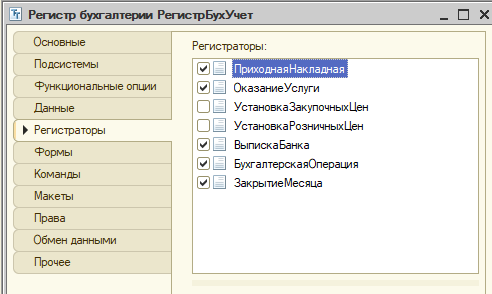 Регистр бухгалтерии РегистрБухУчет
Основные
Подсистемы
Функциональные опции
Данные
Регистраторы
Формы
Команды
Макеты
Права
Обмен данными
Прочее
Регистраторы:
ПриходнаяНакладная
ОказаниеУслуги
УстановкаЗакупочныхЦен
УстановкаРозничныхЦен
ВыпискаБанка
БухгалтерскаяОперация
ЗакрытиеМесяца